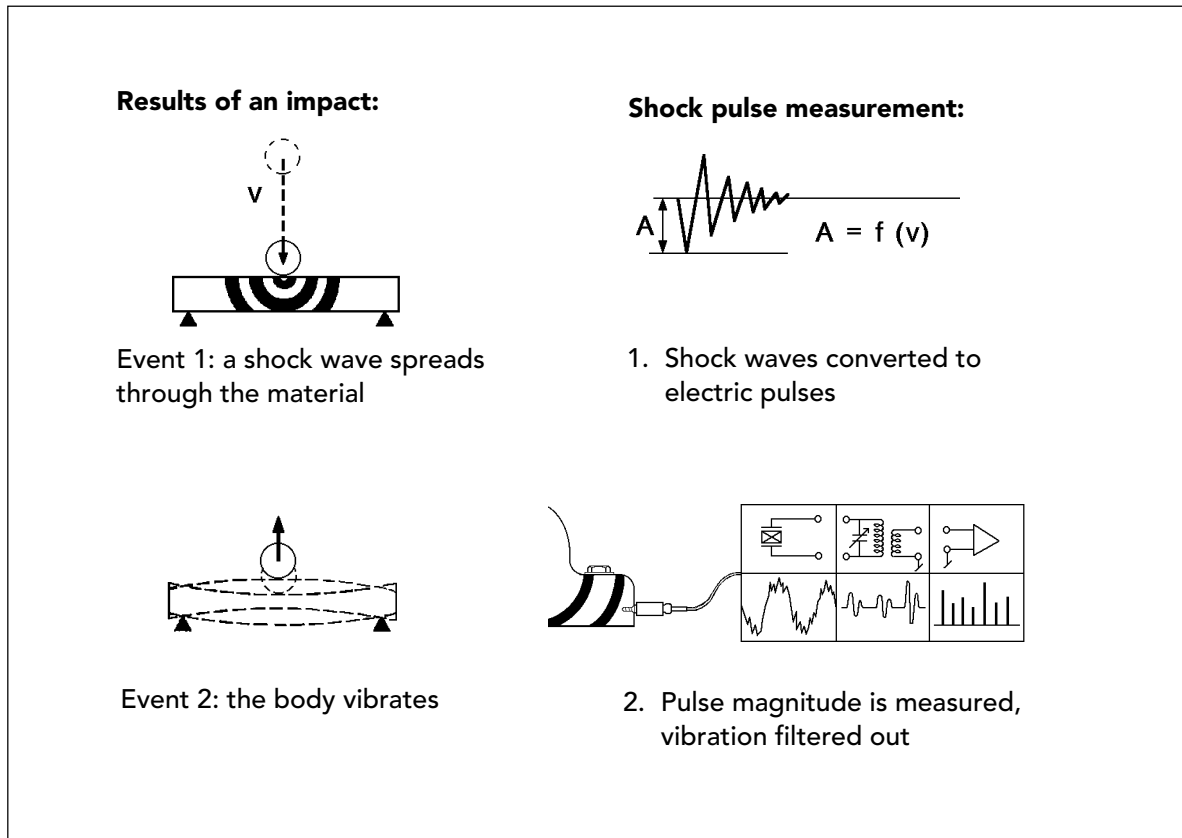 Results of an impact:
v
Event 1: a shock wave spreads
through the material
Event 2: the body vibrates
Shock pulse measurement:
A
A = f (v)
1. Shock waves converted to
electric pulses
2. Pulse magnitude is measured,
vibration filtered out